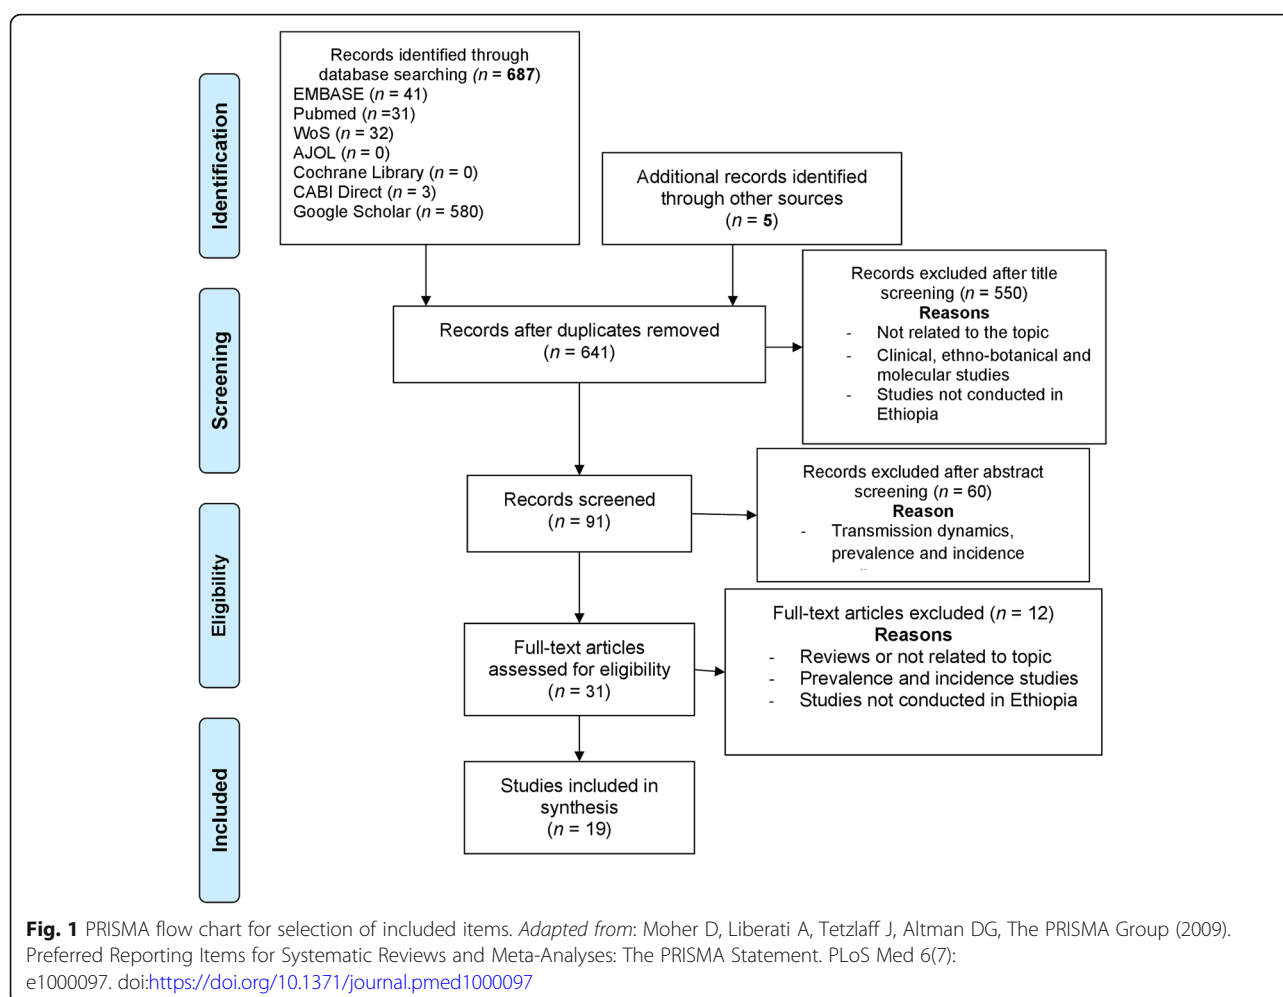 Identification
Records identified through
database searching (n = 687)
EMBASE (n = 41)
Pubmed (n =31)
WoS (n = 32)
AJOL (n = 0)
Cochrane Library (n = 0)
CABI Direct (n = 3)
Google Scholar (n = 580)
Additional records identified
through other sources
(n = 5)
Screening
Records after duplicates removed
(n = 641)
Records excluded after title
screening (n = 550)
Reasons
- Not related to the topic
- Clinical, ethno-botanical and
molecular studies
- Studies not conducted in
Ethiopia
Records screened
(n = 91)
Records excluded after abstract
screening (n = 60)
Reason
- Transmission dynamics,
prevalence and incidence
Eligibility
Full-text articles
assessed for eligibility
(n = 31)
Full-text articles excluded (n = 12)
Reasons
- Reviews or not related to topic
- Prevalence and incidence studies
- Studies not conducted in Ethiopia
Included
Studies included in
synthesis
(n = 19)
Fig. 1 PRISMA flow chart for selection of included items. Adapted from: Moher D, Liberati A, Tetzlaff J, Altman DG, The PRISMA Group (2009).
Preferred Reporting Items for Systematic Reviews and Meta-Analyses: The PRISMA Statement. PLoS Med 6(7):
e1000097. doi:https://doi.org/10.1371/journal.pmed1000097